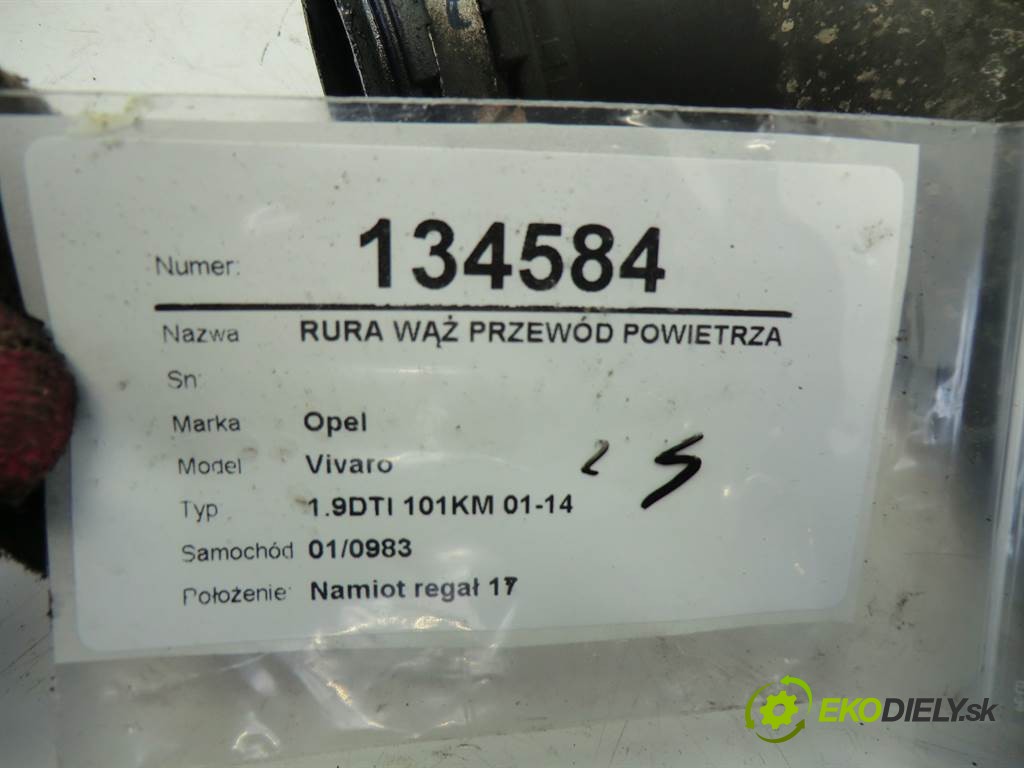 Numer: 134584
Nazwa RURA WĄŻ PRZEWÓD POWIETRZA
Sn:
Marka Opel
Model Vivaro
Typ 1.9DTI 101KM 01-14
Samochód 01/0983
Położenie: Namiot regał 17
EKODIELY.sk